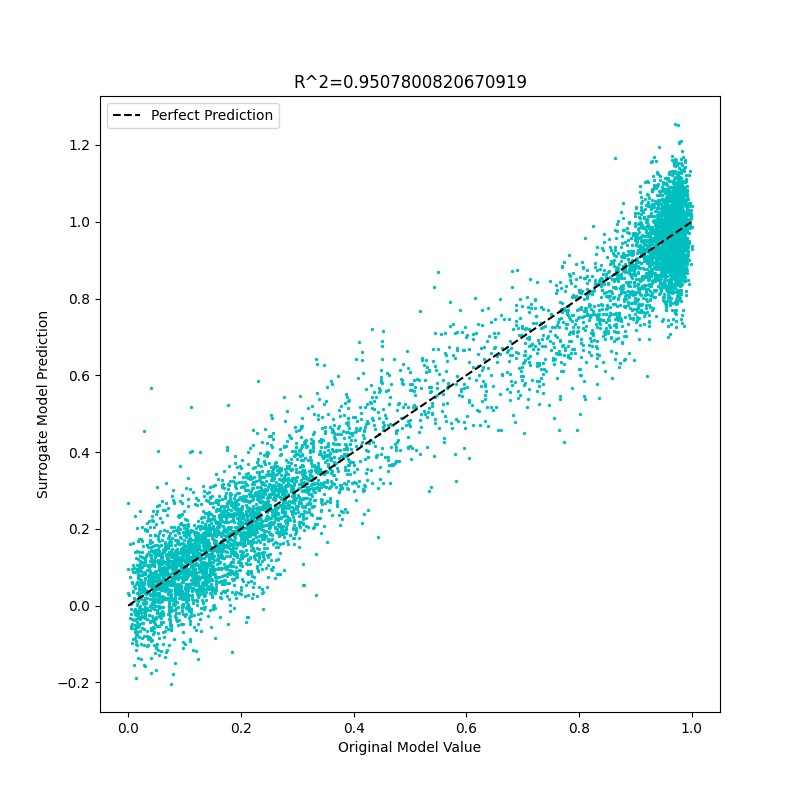 R^2=0.9507800820670919
Perfect Prediction
1.2
1.0
0.8
0.6
0.4
0.2
0.0
−0.2
Surrogate Model Prediction
0.0 0.2 0.4 0.6 0.8 1.0
Original Model Value